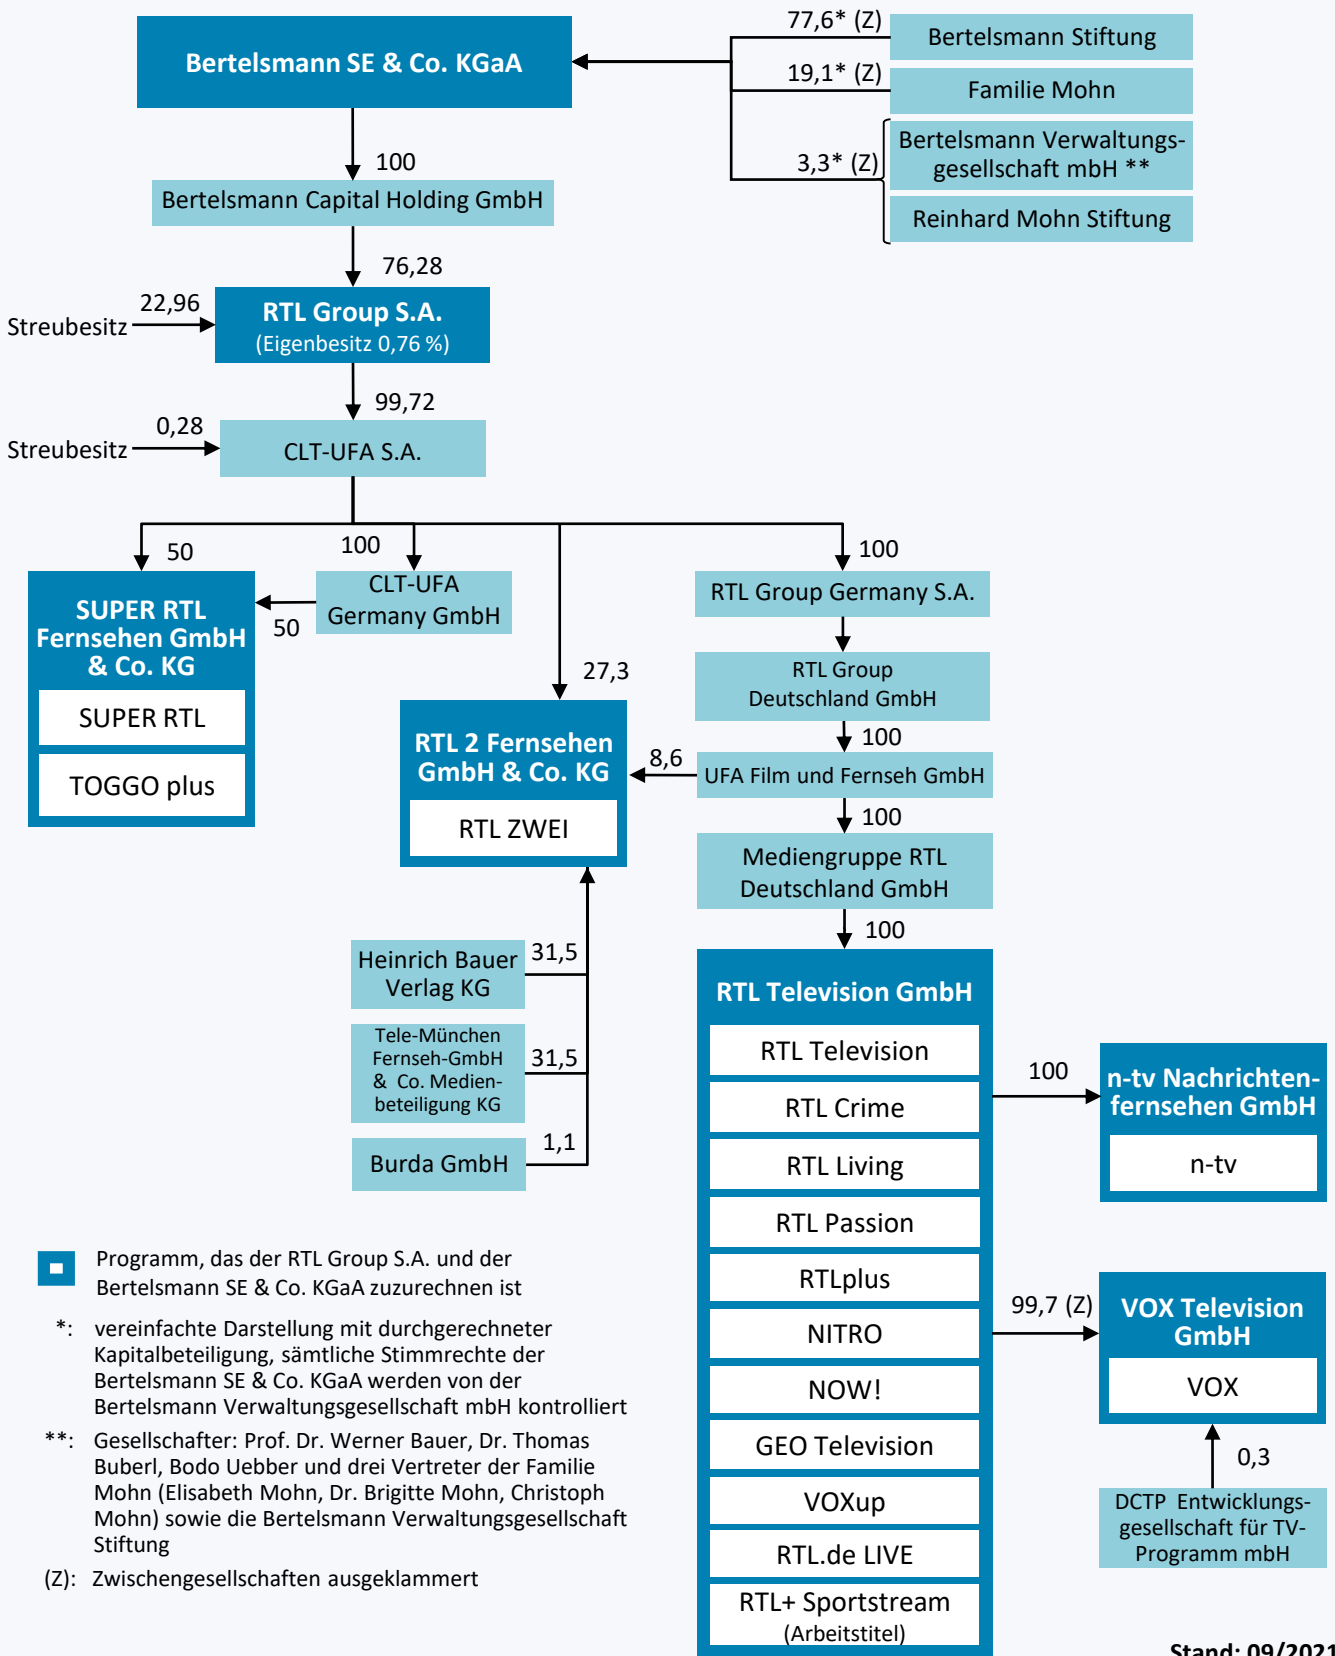 77,6* (Z)
Bertelsmann Stiftung
Bertelsmann SE & Co. KGaA
19,1* (Z)
Familie Mohn
3,3* (Z)
Bertelsmann Verwaltungs-
gesellschaft mbH **
Reinhard Mohn Stiftung
100
Bertelsmann Capital Holding GmbH
76,28
Streubesitz
22,96
RTL Group S.A.
(Eigenbesitz 0,76 %)
99,72
Streubesitz
0,28
CLT-UFA S.A.
50
100
100
SUPER RTL
Fernsehen GmbH
& Co. KG
SUPER RTL
TOGGO plus
50
CLT-UFA
Germany GmbH
27,3
RTL Group Germany S.A.
RTL Group
Deutschland GmbH
100
RTL 2 Fernsehen
GmbH & Co. KG
RTL ZWEI
8,6
UFA Film und Fernseh GmbH
100
Mediengruppe RTL
Deutschland GmbH
100
Heinrich Bauer
Verlag KG
31,5
Tele-München
Fernseh-GmbH
& Co. Medien-
beteiligung KG
31,5
Burda GmbH
1,1
RTL Television GmbH
RTL Television
RTL Crime
RTL Living
RTL Passion
RTLplus
NITRO
NOW!
GEO Television
VOXup
RTL.de LIVE
RTL+ Sportstream
(Arbeitstitel)
100
n-tv Nachrichten-
fernsehen GmbH
n-tv
99,7 (Z)
VOX Television
GmbH
VOX
0,3
DCTP Entwicklungs-
gesellschaft für TV-
Programm mbH
Programm, das der RTL Group S.A. und der
Bertelsmann SE & Co. KGaA zuzurechnen ist
*: vereinfachte Darstellung mit durchgerechneter
Kapitalbeteiligung, sämtliche Stimmrechte der
Bertelsmann SE & Co. KGaA werden von der
Bertelsmann Verwaltungsgesellschaft mbH kontrolliert
**: Gesellschafter: Prof. Dr. Werner Bauer, Dr. Thomas
Buberl, Bodo Uebber und drei Vertreter der Familie
Mohn (Elisabeth Mohn, Dr. Brigitte Mohn, Christoph
Mohn) sowie die Bertelsmann Verwaltungsgesellschaft
Stiftung
(Z): Zwischengesellschaften ausgeklammert
Stand: 09/2021